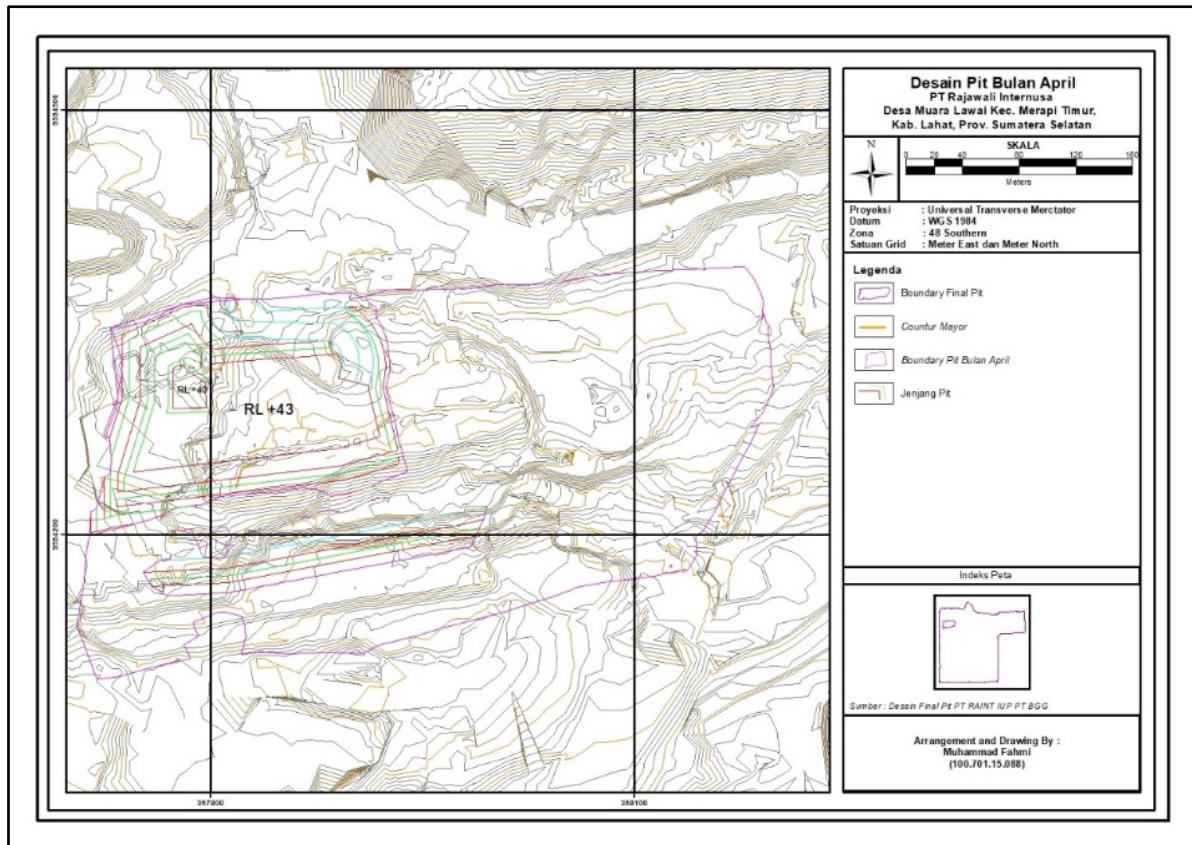 Desain Pit Bulan April
PT Rajawali Internusa
Desa Muara Lawai Kec. Merapi Timur,
Kab. Lahat, Prov. Sumatera Selatan
N
SKALA
0 20 40 80 120 160
Meters
Proyeksi : Universal Transverse Merctator
Datum : WGS 1984
Zona : 48 Southern
Satuan Grid : Meter East dan Meter North
Legenda
Boundary Final Pit
Countur Mayor
Boundary Pit Bulan April
Jenjang Pit
Indeks Peta
Sumber : Desain Final Pit PT RAINT IUP PT BGG
Arrangement and Drawing By :
Muhammad Fahmi
(100.701.15.088)
RL +40
RL +43
9594500
9594200
357800
358100